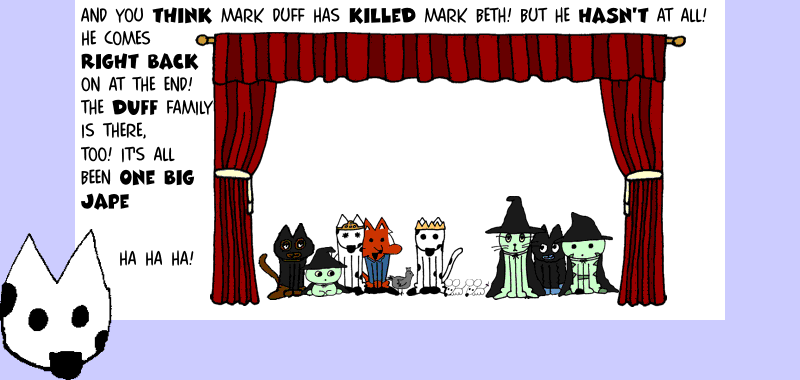 AND YOU THINK MARK DUFF HAS KILLED MARK BETH! BUT HE HASN'T AT ALL!
HE COMES
RIGHT BACK
ON AT THE END!
THE DUFF FAMILY
IS THERE,
TOO! IT'S ALL
BEEN ONE BIG
JAPE
HA HA HA!